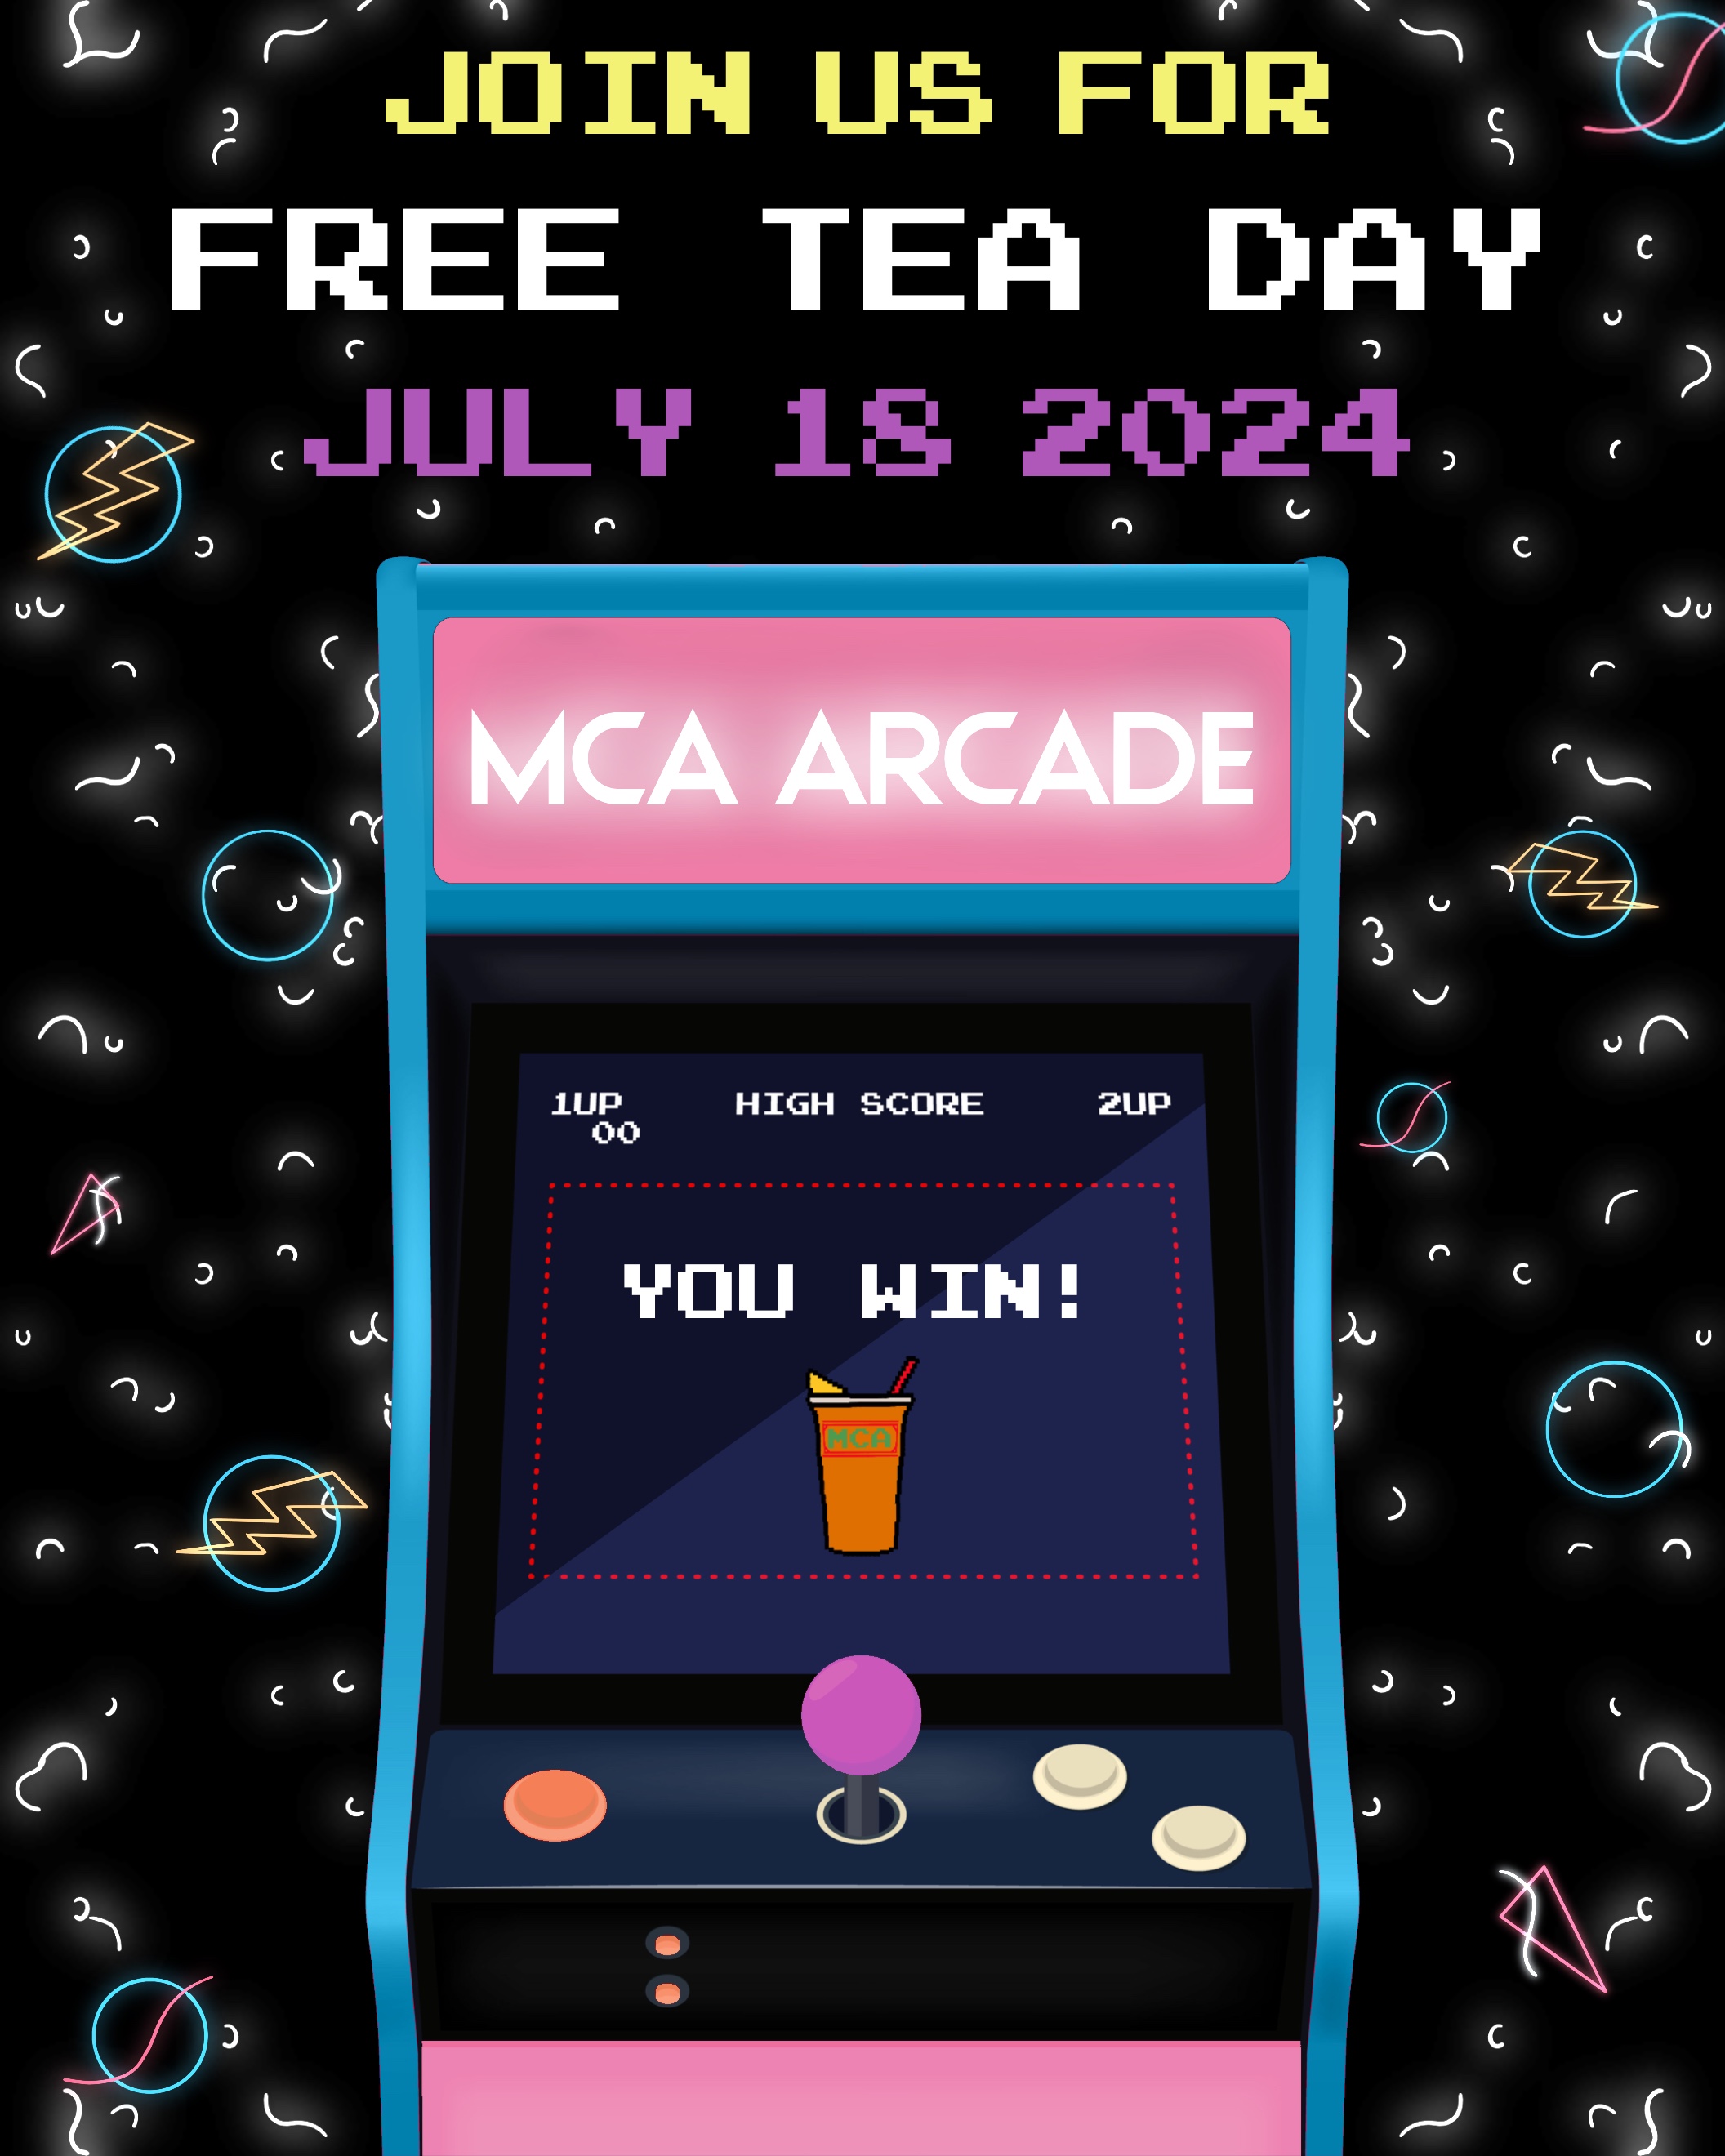 JOIN US FOR
FREE TEA DAY
JULY 18 2024
MCA ARCADE
1UP HIGH SCORE 2UP
00
YOU WIN!
MCA